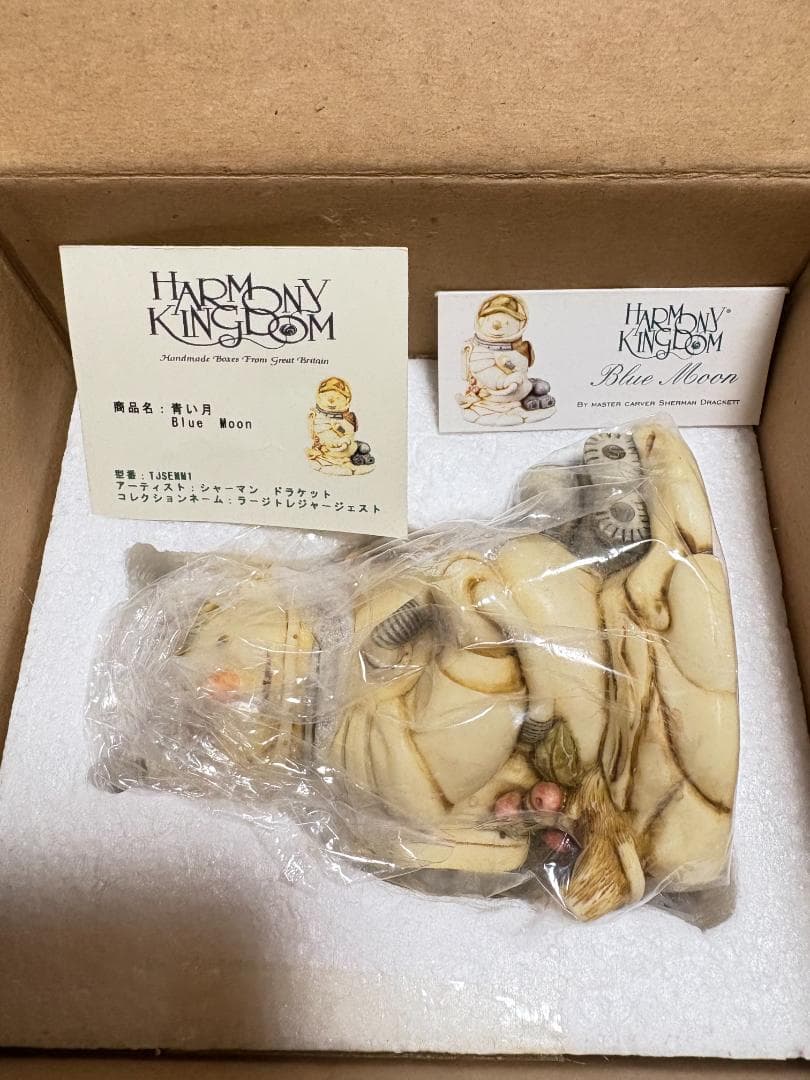 HARMONY
KINGDOM
Handmade Boxes From Great Britain
商品名：青い月
Blue Moon
型番：TJSEMM1
アーティスト：シャーマン ドラケット
コレクションネーム：ラージトレジャージェスト
HARMONY®
KINGDOM
Blue Moon
BY MASTER CARVER SHERMAN DRACKETT